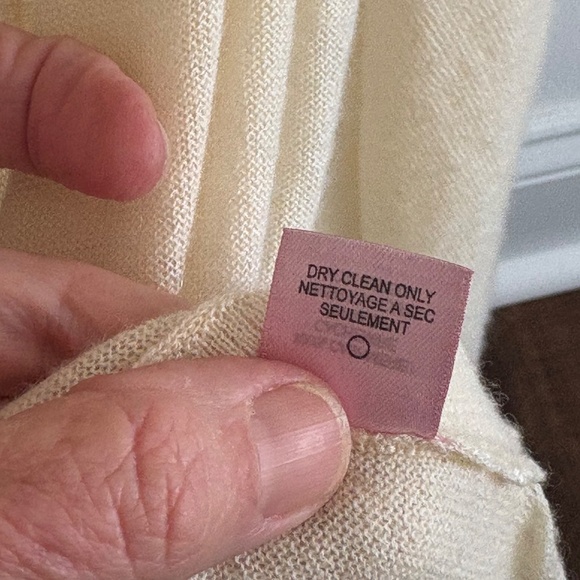 DRY CLEAN ONLY
NETTOYAGE A SEC
SEULEMENT